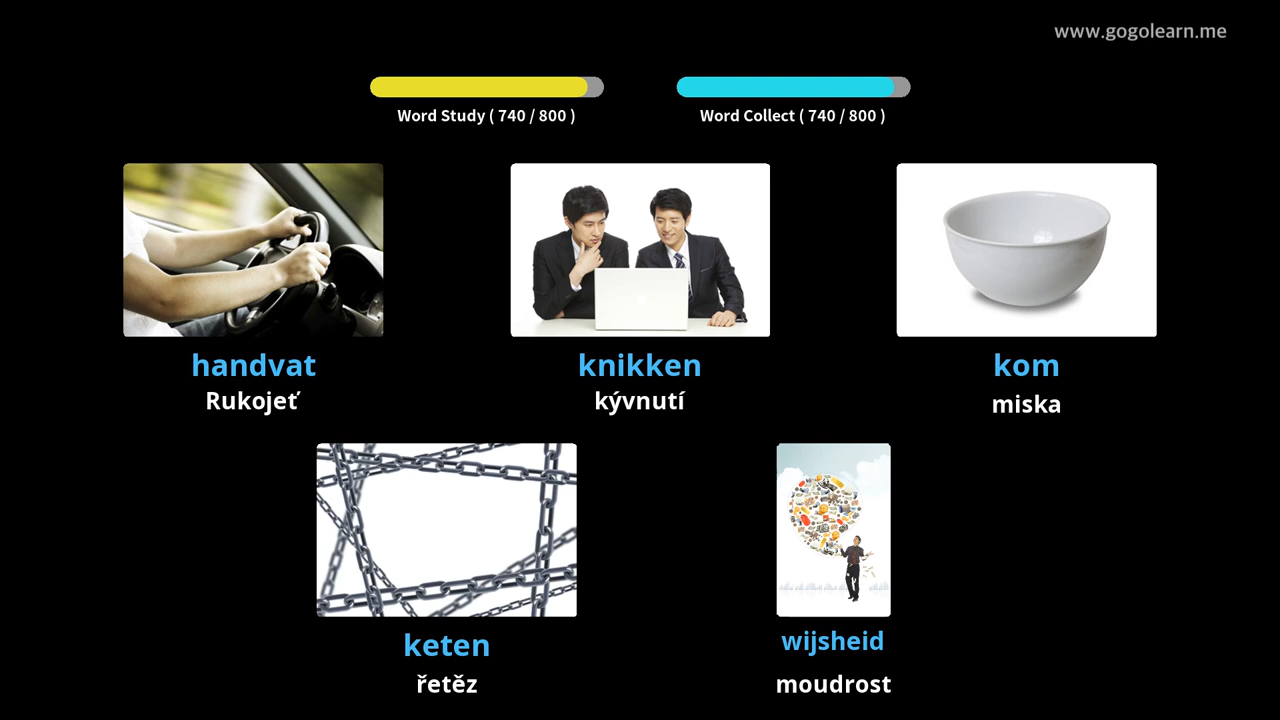 www.gogolearn.me
Word Study ( 740 / 800 )
Word Collect ( 740 / 800 )
handvat
Rukojeť
knikken
kývnutí
kom
miska
keten
řetěz
wijsheid
moudrost